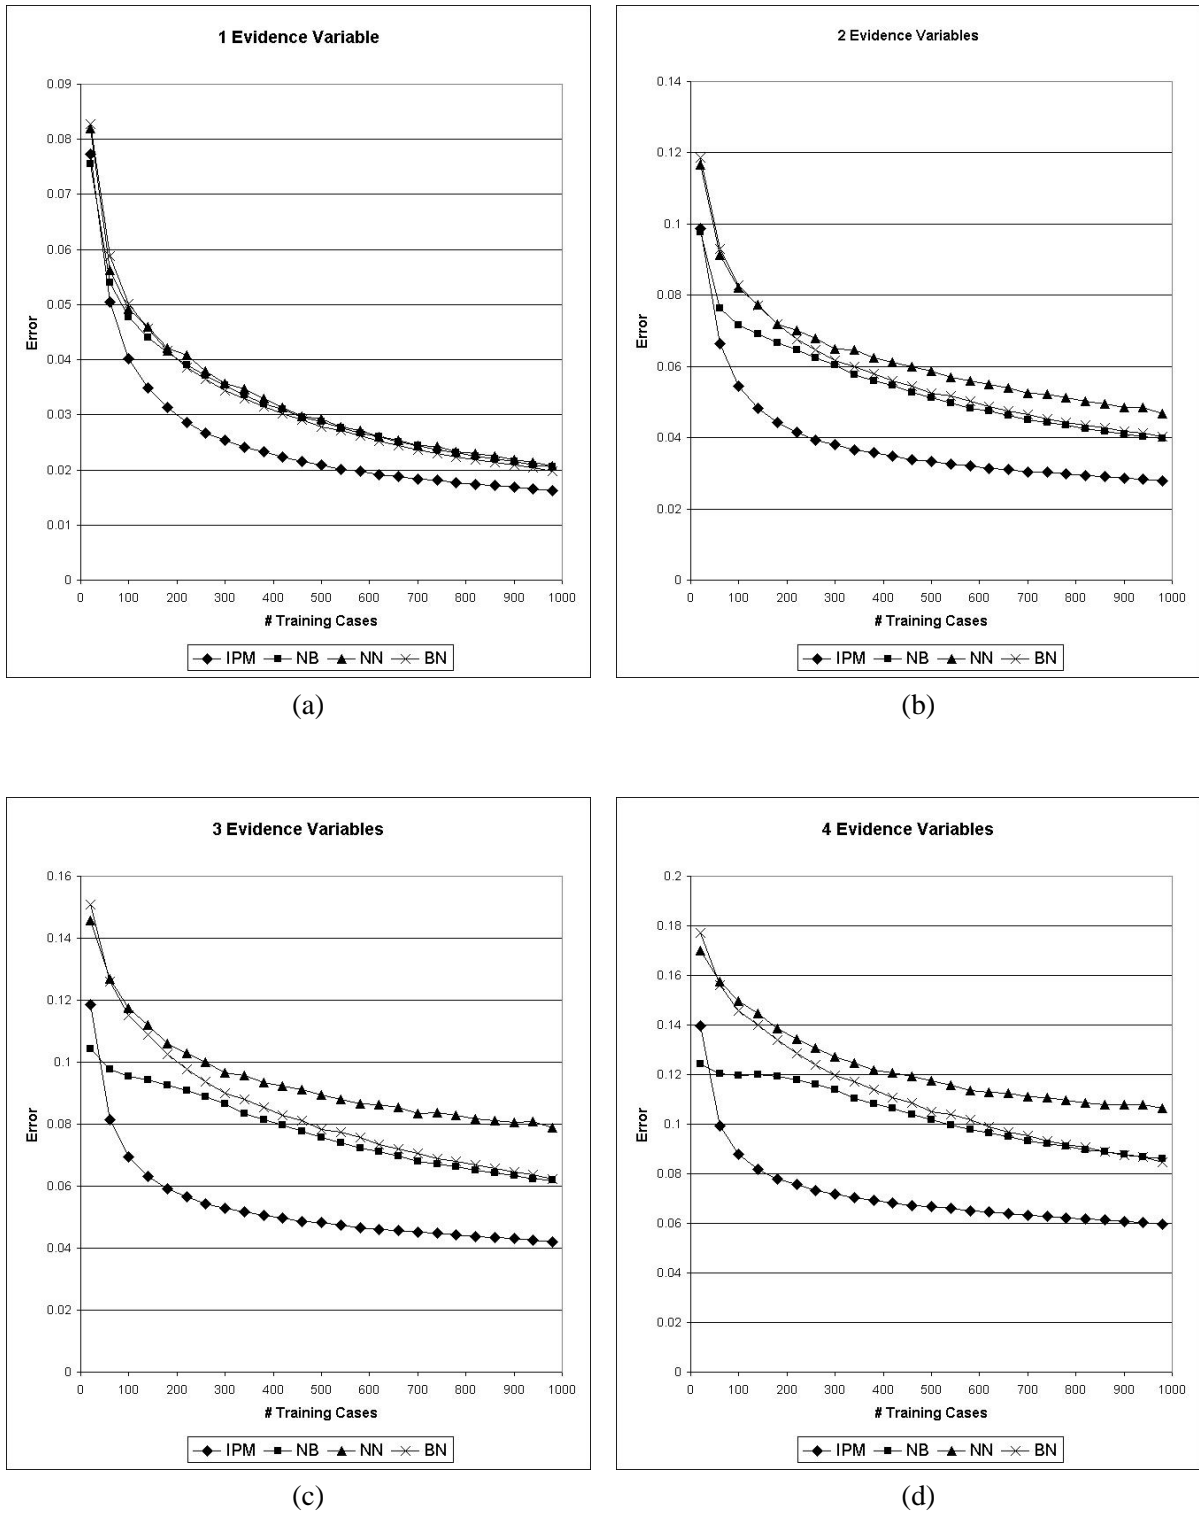 1 Evidence Variable
0.09
0.08
0.07
0.06
0.05
0.04
0.03
0.02
0.01
0
Error
0 100 200 300 400 500 600 700 800 900 1000
# Training Cases
IPM NB NN BN
(a)
2 Evidence Variables
0.14
0.12
0.1
0.08
0.06
0.04
0.02
0
Error
0 100 200 300 400 500 600 700 800 900 1000
# Training Cases
IPM NB NN BN
(b)
3 Evidence Variables
0.16
0.14
0.12
0.1
0.08
0.06
0.04
0.02
0
Error
0 100 200 300 400 500 600 700 800 900 1000
# Training Cases
IPM NB NN BN
(c)
4 Evidence Variables
0.2
0.18
0.16
0.14
0.12
0.1
0.08
0.06
0.04
0.02
0
Error
0 100 200 300 400 500 600 700 800 900 1000
# Training Cases
IPM NB NN BN
(d)